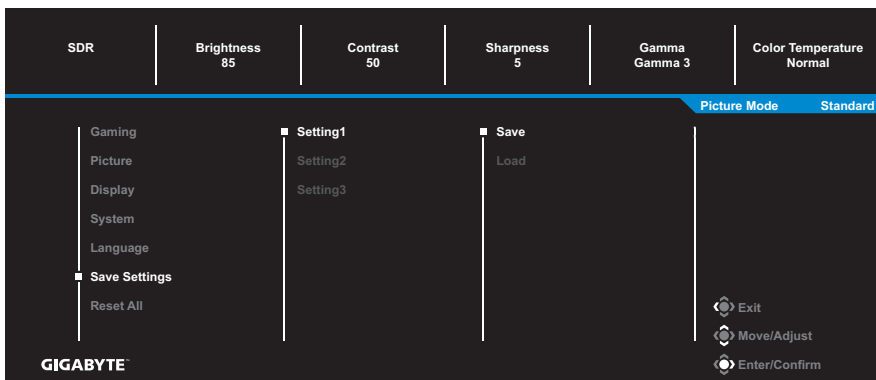 SDR
Brightness
85
Contrast
50
Sharpness
5
Gamma
Gamma 3
Color Temperature
Normal
Picture Mode Standard
Gaming
Picture
Display
System
Language
Save Settings
Reset All
Setting1
Setting2
Setting3
Save
Load
Exit
Move/Adjust
Enter/Confirm
GIGABYTE™